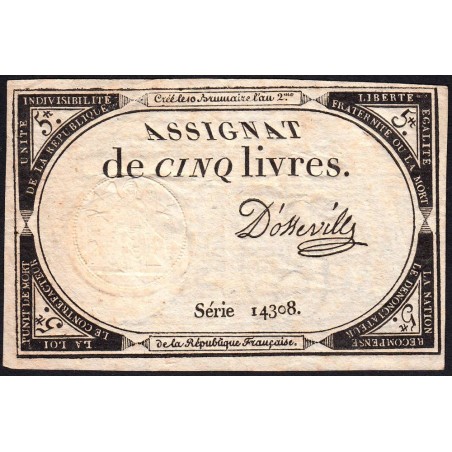 Créé le 10 brumaire l'an 2.me
UNITÉ INDIVISIBILITÉ
DE LA RÉPUBLIQUE
5#
LIBERTÉ ÉGALITÉ
FRATERNITÉ OU LA MORT
5#
ASSIGNAT
de CINQ livres.
D'osseville
Série 14308.
LA LOI PUNIT DE MORT
LE CONTREFACTEUR
5#
LA NATION RÉCOMPENSE
LE DÉNONCIATEUR
5#
de la République Française.